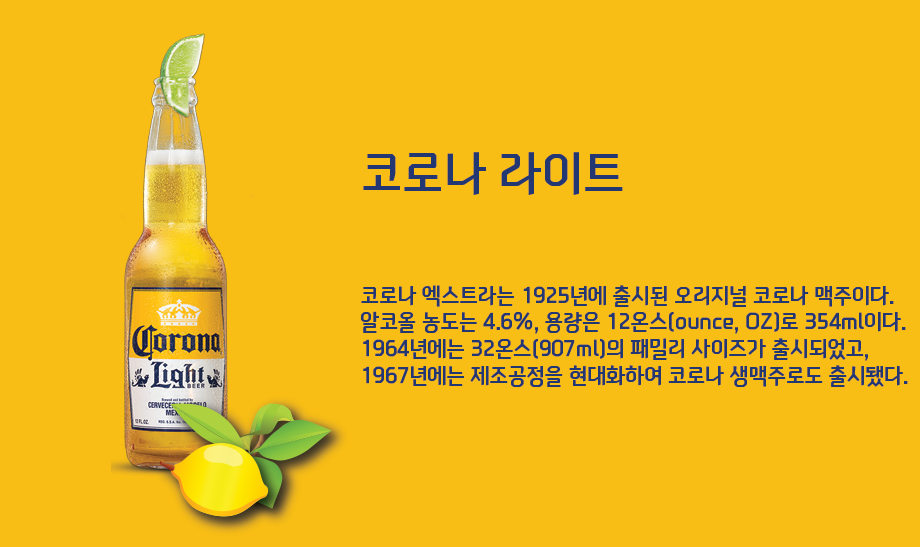 코로나 라이트
코로나 엑스트라는 1925년에 출시된 오리지널 코로나 맥주이다.
알코올 농도는 4.6%, 용량은 12온스(ounce, OZ)로 354ml이다.
1964년에는 32온스(907ml)의 패밀리 사이즈가 출시되었고,
1967년에는 제조공정을 현대화하여 코로나 생맥주로도 출시됐다.
Corona
Light
BEER
MEX
12 FL.OZ.